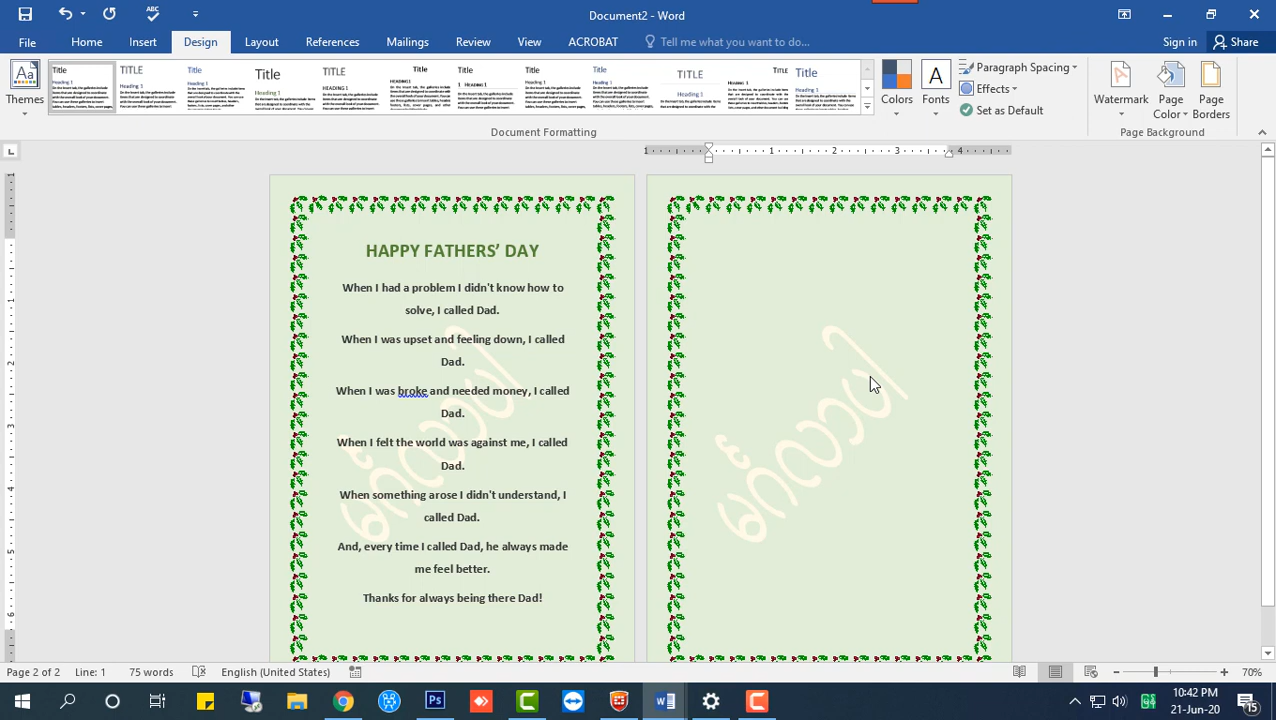 Document2 - Word
File
Home
Insert
Design
Layout
References
Mailings
Review
View
ACROBAT
Tell me what you want to do...
Sign in
Share
Themes
Colors
Fonts
Paragraph Spacing
Effects
Set as Default
Watermark
Page Color
Page Borders
Document Formatting
Page Background
HAPPY FATHERS’ DAY
When I had a problem I didn't know how to
solve, I called Dad.
When I was upset and feeling down, I called
Dad.
When I was broke and needed money, I called
Dad.
When I felt the world was against me, I called
Dad.
When something arose I didn't understand, I
called Dad.
And, every time I called Dad, he always made
me feel better.
Thanks for always being there Dad!
Page 2 of 2
Line: 1
75 words
English (United States)
70%
10:42 PM
21-Jun-20